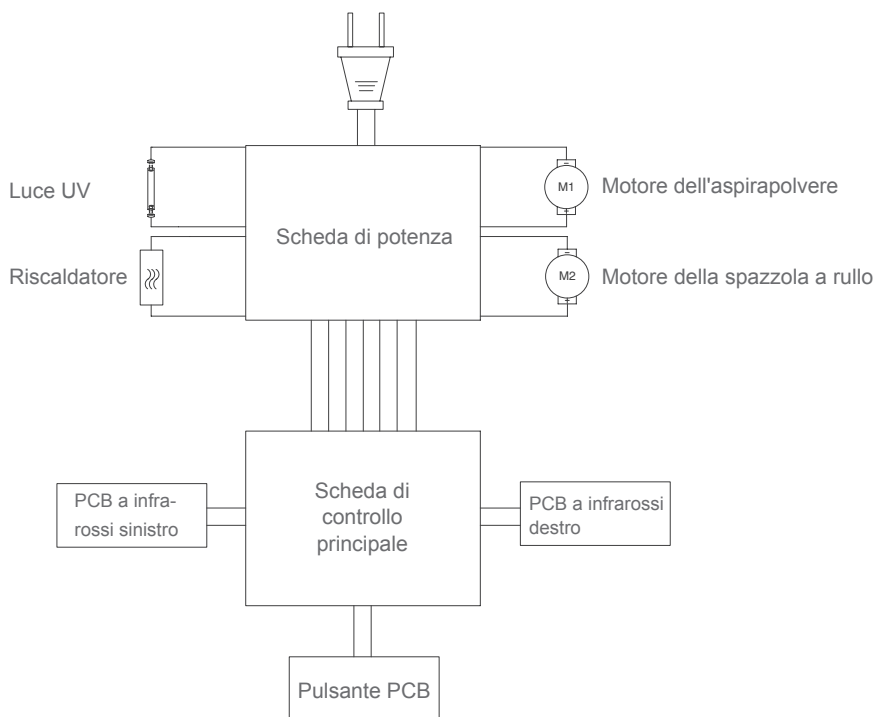 Luce UV
M1
Motore dell'aspirapolvere
Scheda di potenza
Riscaldatore
M2
Motore della spazzola a rullo
PCB a infra-
rossi sinistro
Scheda di
controllo
principale
PCB a infrarossi
destro
Pulsante PCB